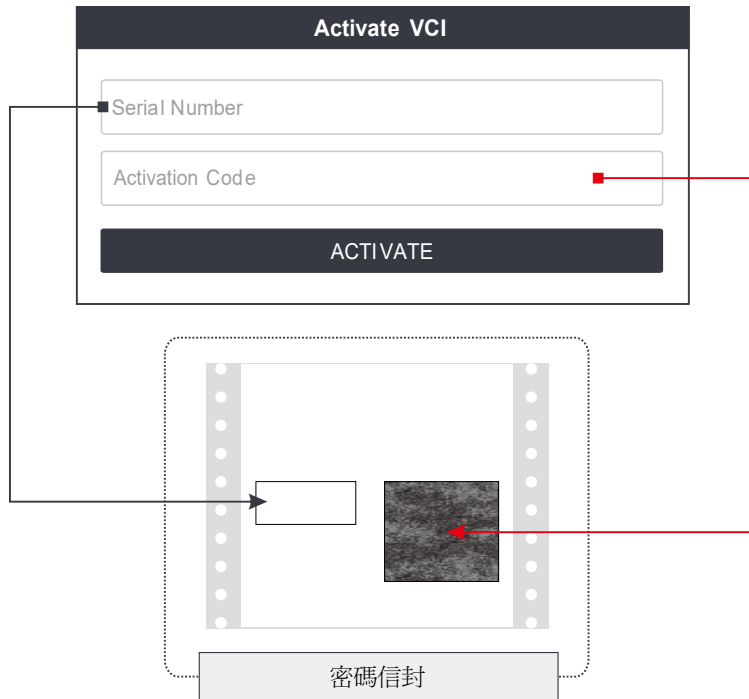 Activate VCI
Serial Number
Activation Code
ACTIVATE
密碼信封